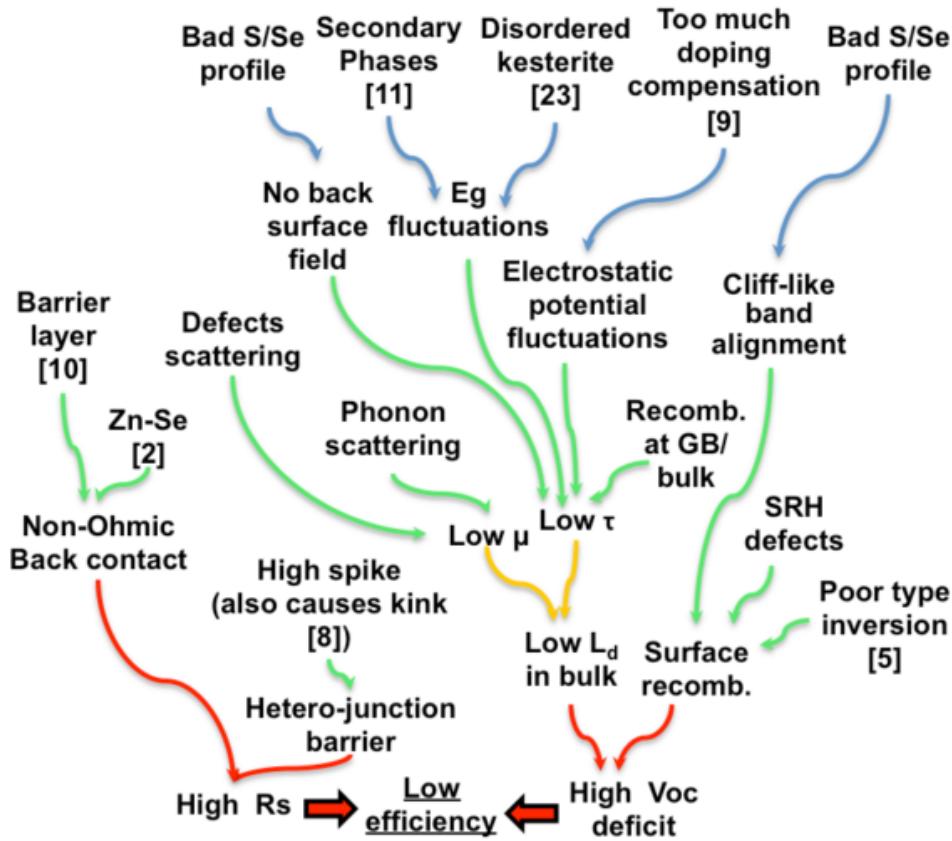 Bad S/Se
profile
Secondary
Phases
[11]
Disordered
kesterite
[23]
Too much
doping
compensation
[9]
Bad S/Se
profile
No back
surface
field
Eg
fluctuations
Electrostatic
potential
fluctuations
Cliff-like
band
alignment
Barrier
layer
[10]
Defects
scattering
Zn-Se
[2]
Phonon
scattering
Recomb.
at GB/
bulk
Non-Ohmic
Back contact
Low μ
Low τ
SRH
defects
High spike
(also causes kink
[8])
Poor type
inversion
[5]
Low Ld
in bulk
Surface
recomb.
Hetero-junction
barrier
High Rs
Low
efficiency
High Voc
deficit